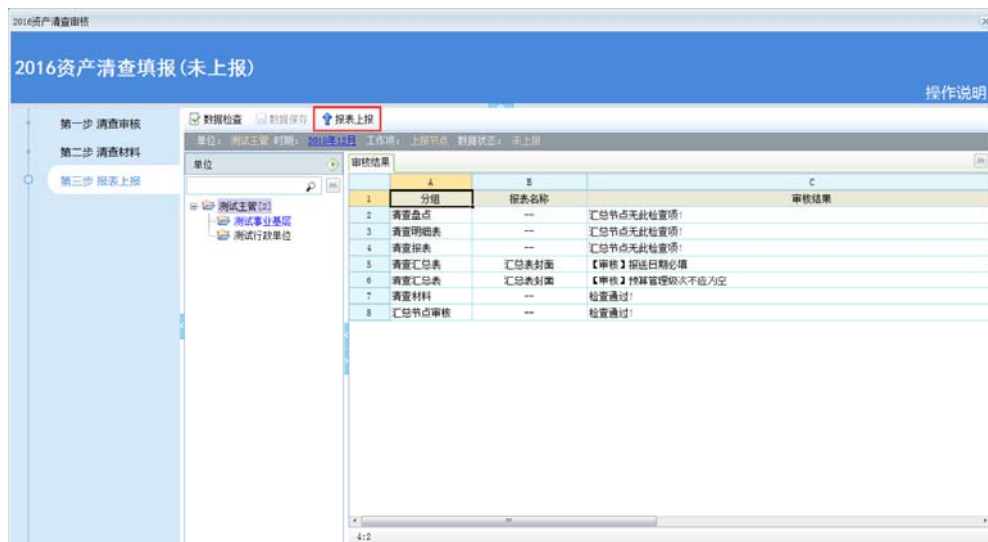 2016资产清查审核
2016资产清查填报(未上报)
操作说明
第一步 清查审核
第二步 清查材料
第三步 报表上报
数据检查 数据保存 报表上报
单位: 测试主管 时期: 2015年12月 工作项: 上报节点 数据状态: 未上报
单位
测试主管[2]
测试事业基层
测试行政单位
审核结果
A B C
1 分组 报表名称 审核结果
2 清查盘点 -- 汇总节点无此检查项!
3 清查明细表 -- 汇总节点无此检查项!
4 清查报表 -- 汇总节点无此检查项!
5 清查汇总表 汇总表封面 【审核】报送日期必填
6 清查汇总表 汇总表封面 【审核】预算管理级次不应为空
7 清查材料 -- 检查通过!
8 汇总节点审核 -- 检查通过!
4:2